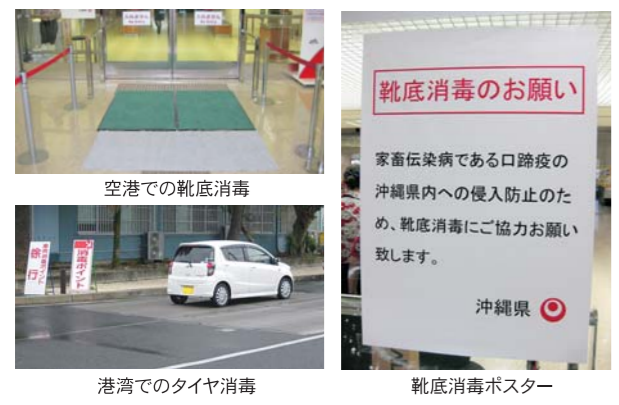 空港での靴底消毒
徐行
消毒ポイント
港湾でのタイヤ消毒
靴底消毒のお願い
家畜伝染病である口蹄疫の
沖縄県内への侵入防止のた
め、靴底消毒にご協力お願い
致します。
沖縄県
靴底消毒ポスター